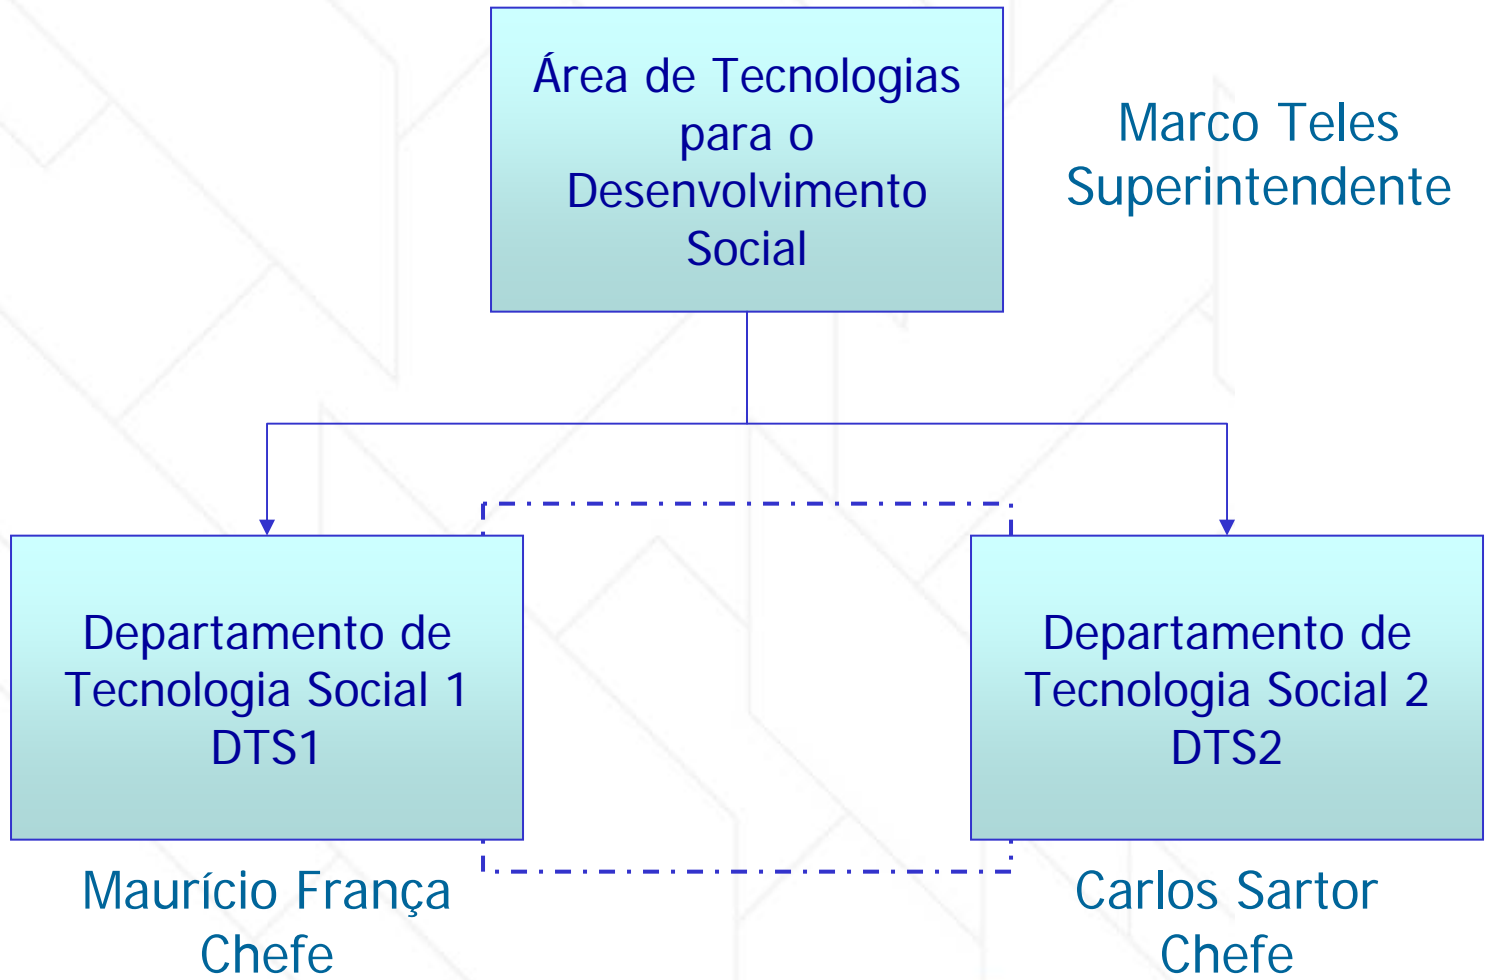 Área de Tecnologias
para o
Desenvolvimento
Social
Marco Teles
Superintendente
Departamento de
Tecnologia Social 1
DTS1
Departamento de
Tecnologia Social 2
DTS2
Maurício França
Chefe
Carlos Sartor
Chefe